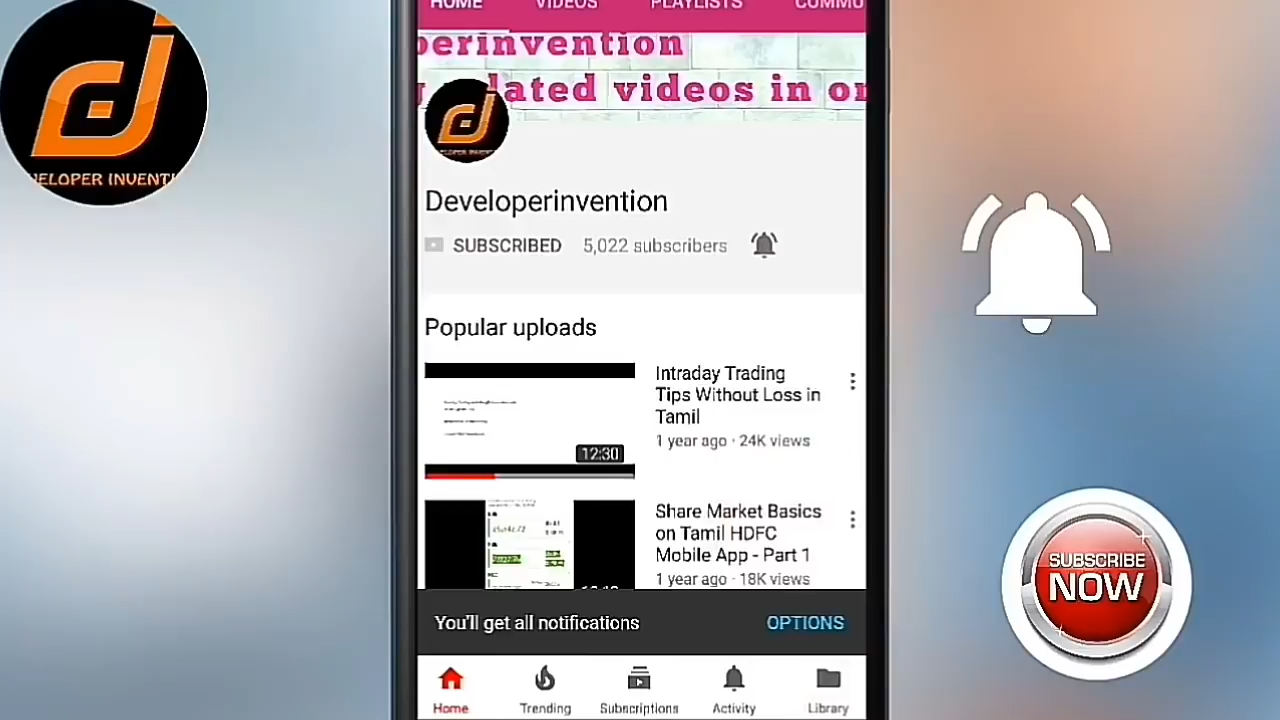 HOME VIDEOS PLAYLISTS COMMU
perinvention
lated videos in or
ELOPER INVENT
Developerinvention
SUBSCRIBED 5,022 subscribers
Popular uploads
Intraday Trading
Tips Without Loss in
Tamil
1 year ago · 24K views
12:30
Share Market Basics
on Tamil HDFC
Mobile App - Part 1
1 year ago · 18K views
SUBSCRIBE
NOW
You'll get all notifications OPTIONS
Home Trending Subscriptions Activity Library